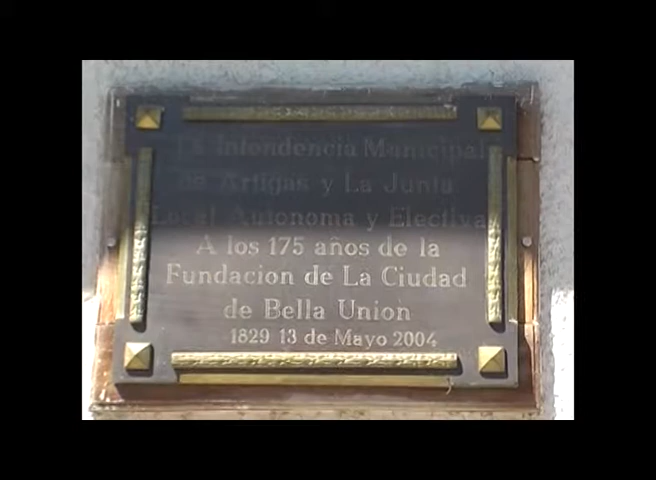 La Intendencia Municipal
de Artigas y La Junta
Local Autonoma y Electiva
A los 175 años de la
Fundacion de La Ciudad
de Bella Union
1829 13 de Mayo 2004